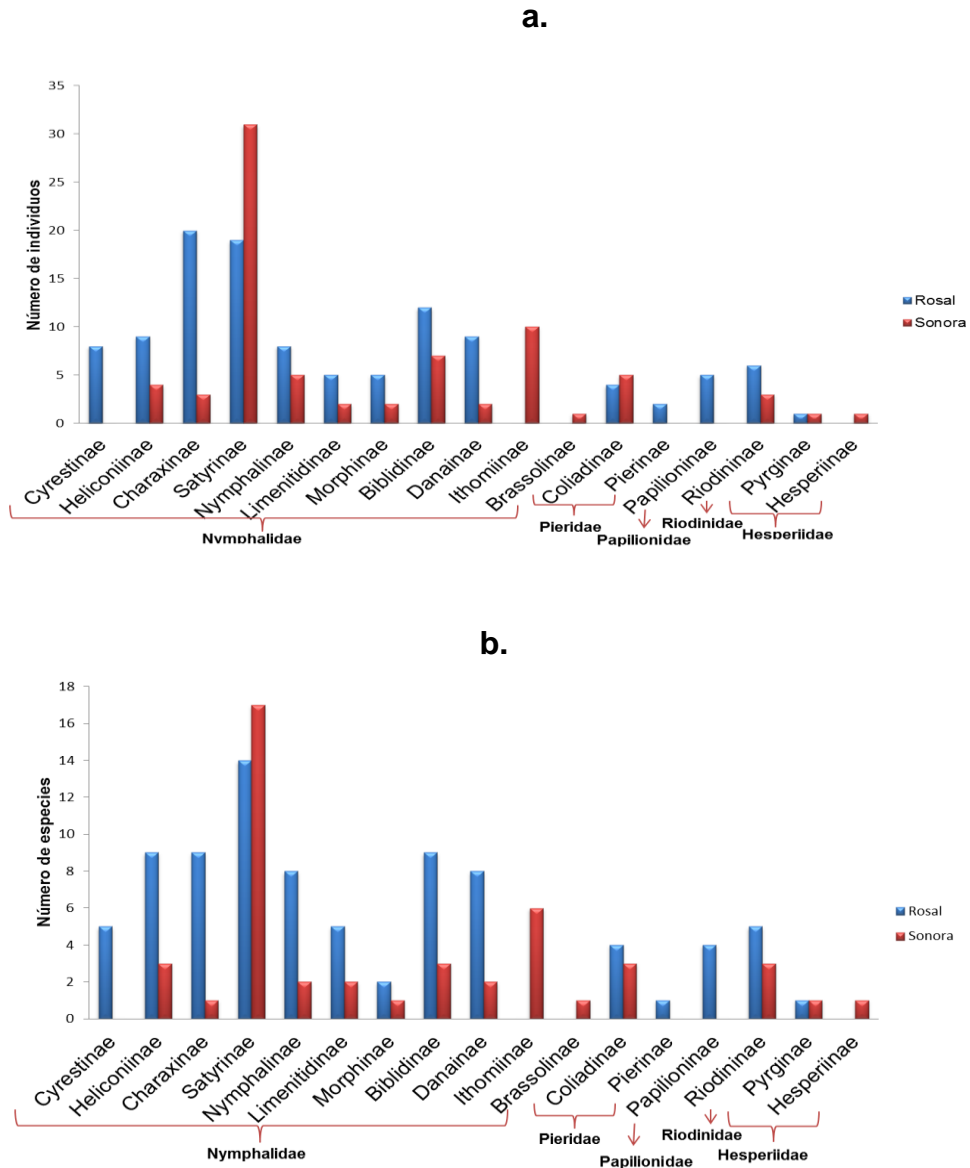 a.
Número de individuos
35
30
25
20
15
10
5
0
Rosal
Sonora
Cyrestinae
Heliconiinae
Charaxinae
Satyrinae
Nymphalinae
Limenitidinae
Morphinae
Biblidinae
Danainae
Ithomiinae
Brassolinae
Coliadinae
Pierinae
Papilioninae
Riodininae
Pyrginae
Hesperiinae
Nymphalidae
Pieridae
Papilionidae
Riodinidae
Hesperiidae
b.
Número de especies
18
16
14
12
10
8
6
4
2
0
Rosal
Sonora
Cyrestinae
Heliconiinae
Charaxinae
Satyrinae
Nymphalinae
Limenitidinae
Morphinae
Biblidinae
Danainae
Ithomiinae
Brassolinae
Coliadinae
Pierinae
Papilioninae
Riodininae
Pyrginae
Hesperiinae
Nymphalidae
Pieridae
Papilionidae
Riodinidae
Hesperiidae